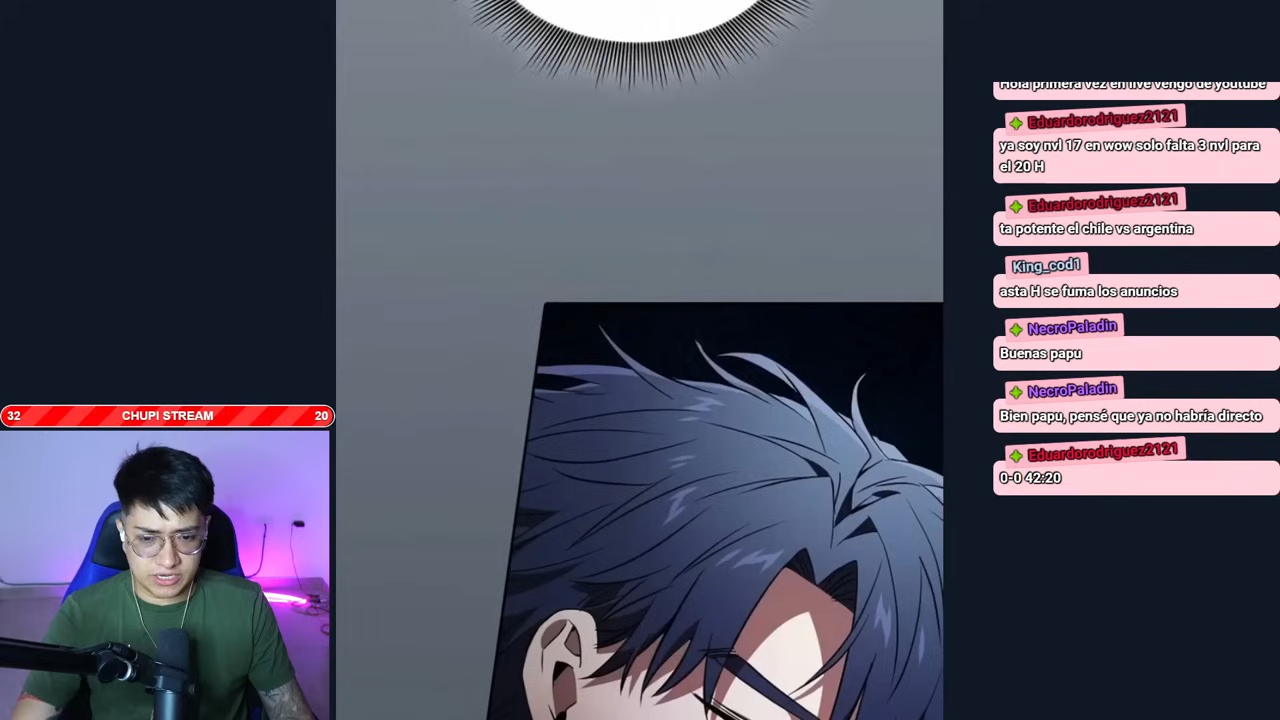 Hola primera vez en live vengo de youtube
Eduardorodriguez2121
ya soy nvl 17 en wow solo falta 3 nvl para
el 20 H
Eduardorodriguez2121
ta potente el chile vs argentina
King_cod1
asta H se fuma los anuncios
NecroPaladin
Buenas papu
NecroPaladin
Bien papu, pensé que ya no habría directo
Eduardorodriguez2121
0-0 42:20
32 CHUPI STREAM 20